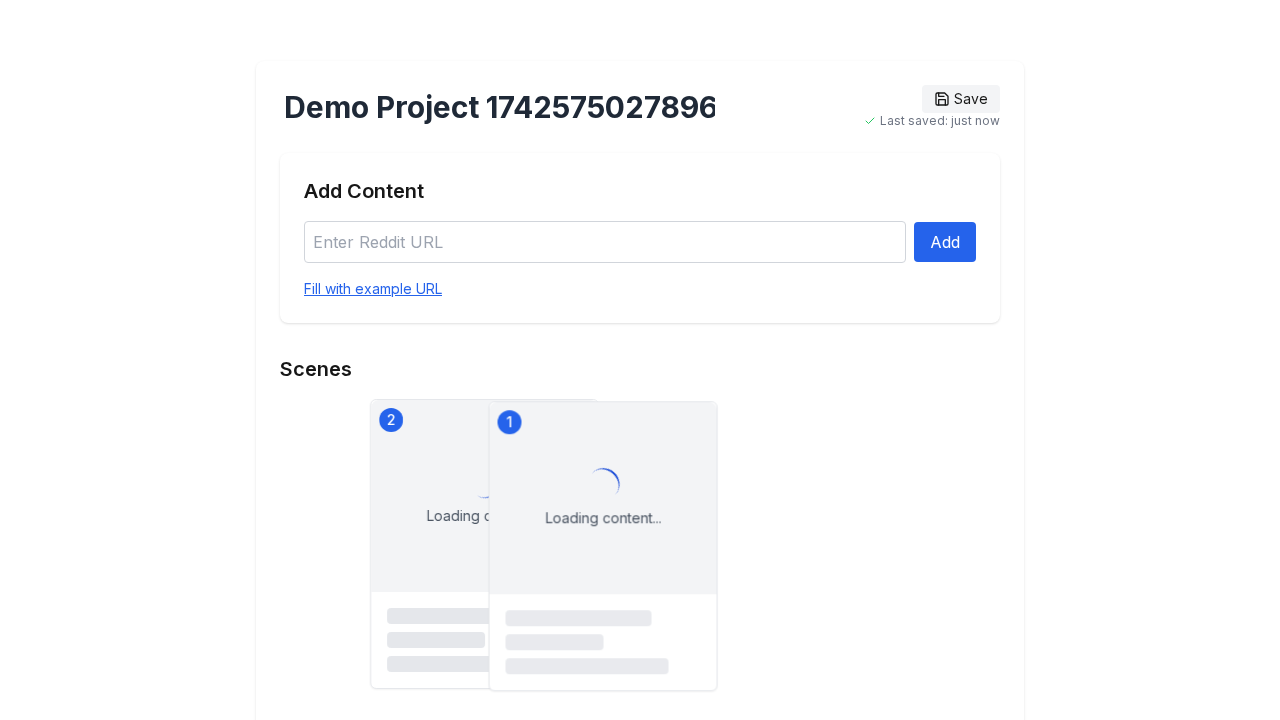 Demo Project 1742575027896
Save
Last saved: just now
Add Content
Enter Reddit URL
Add
Fill with example URL
Scenes
2
1
Loading
Loading content...